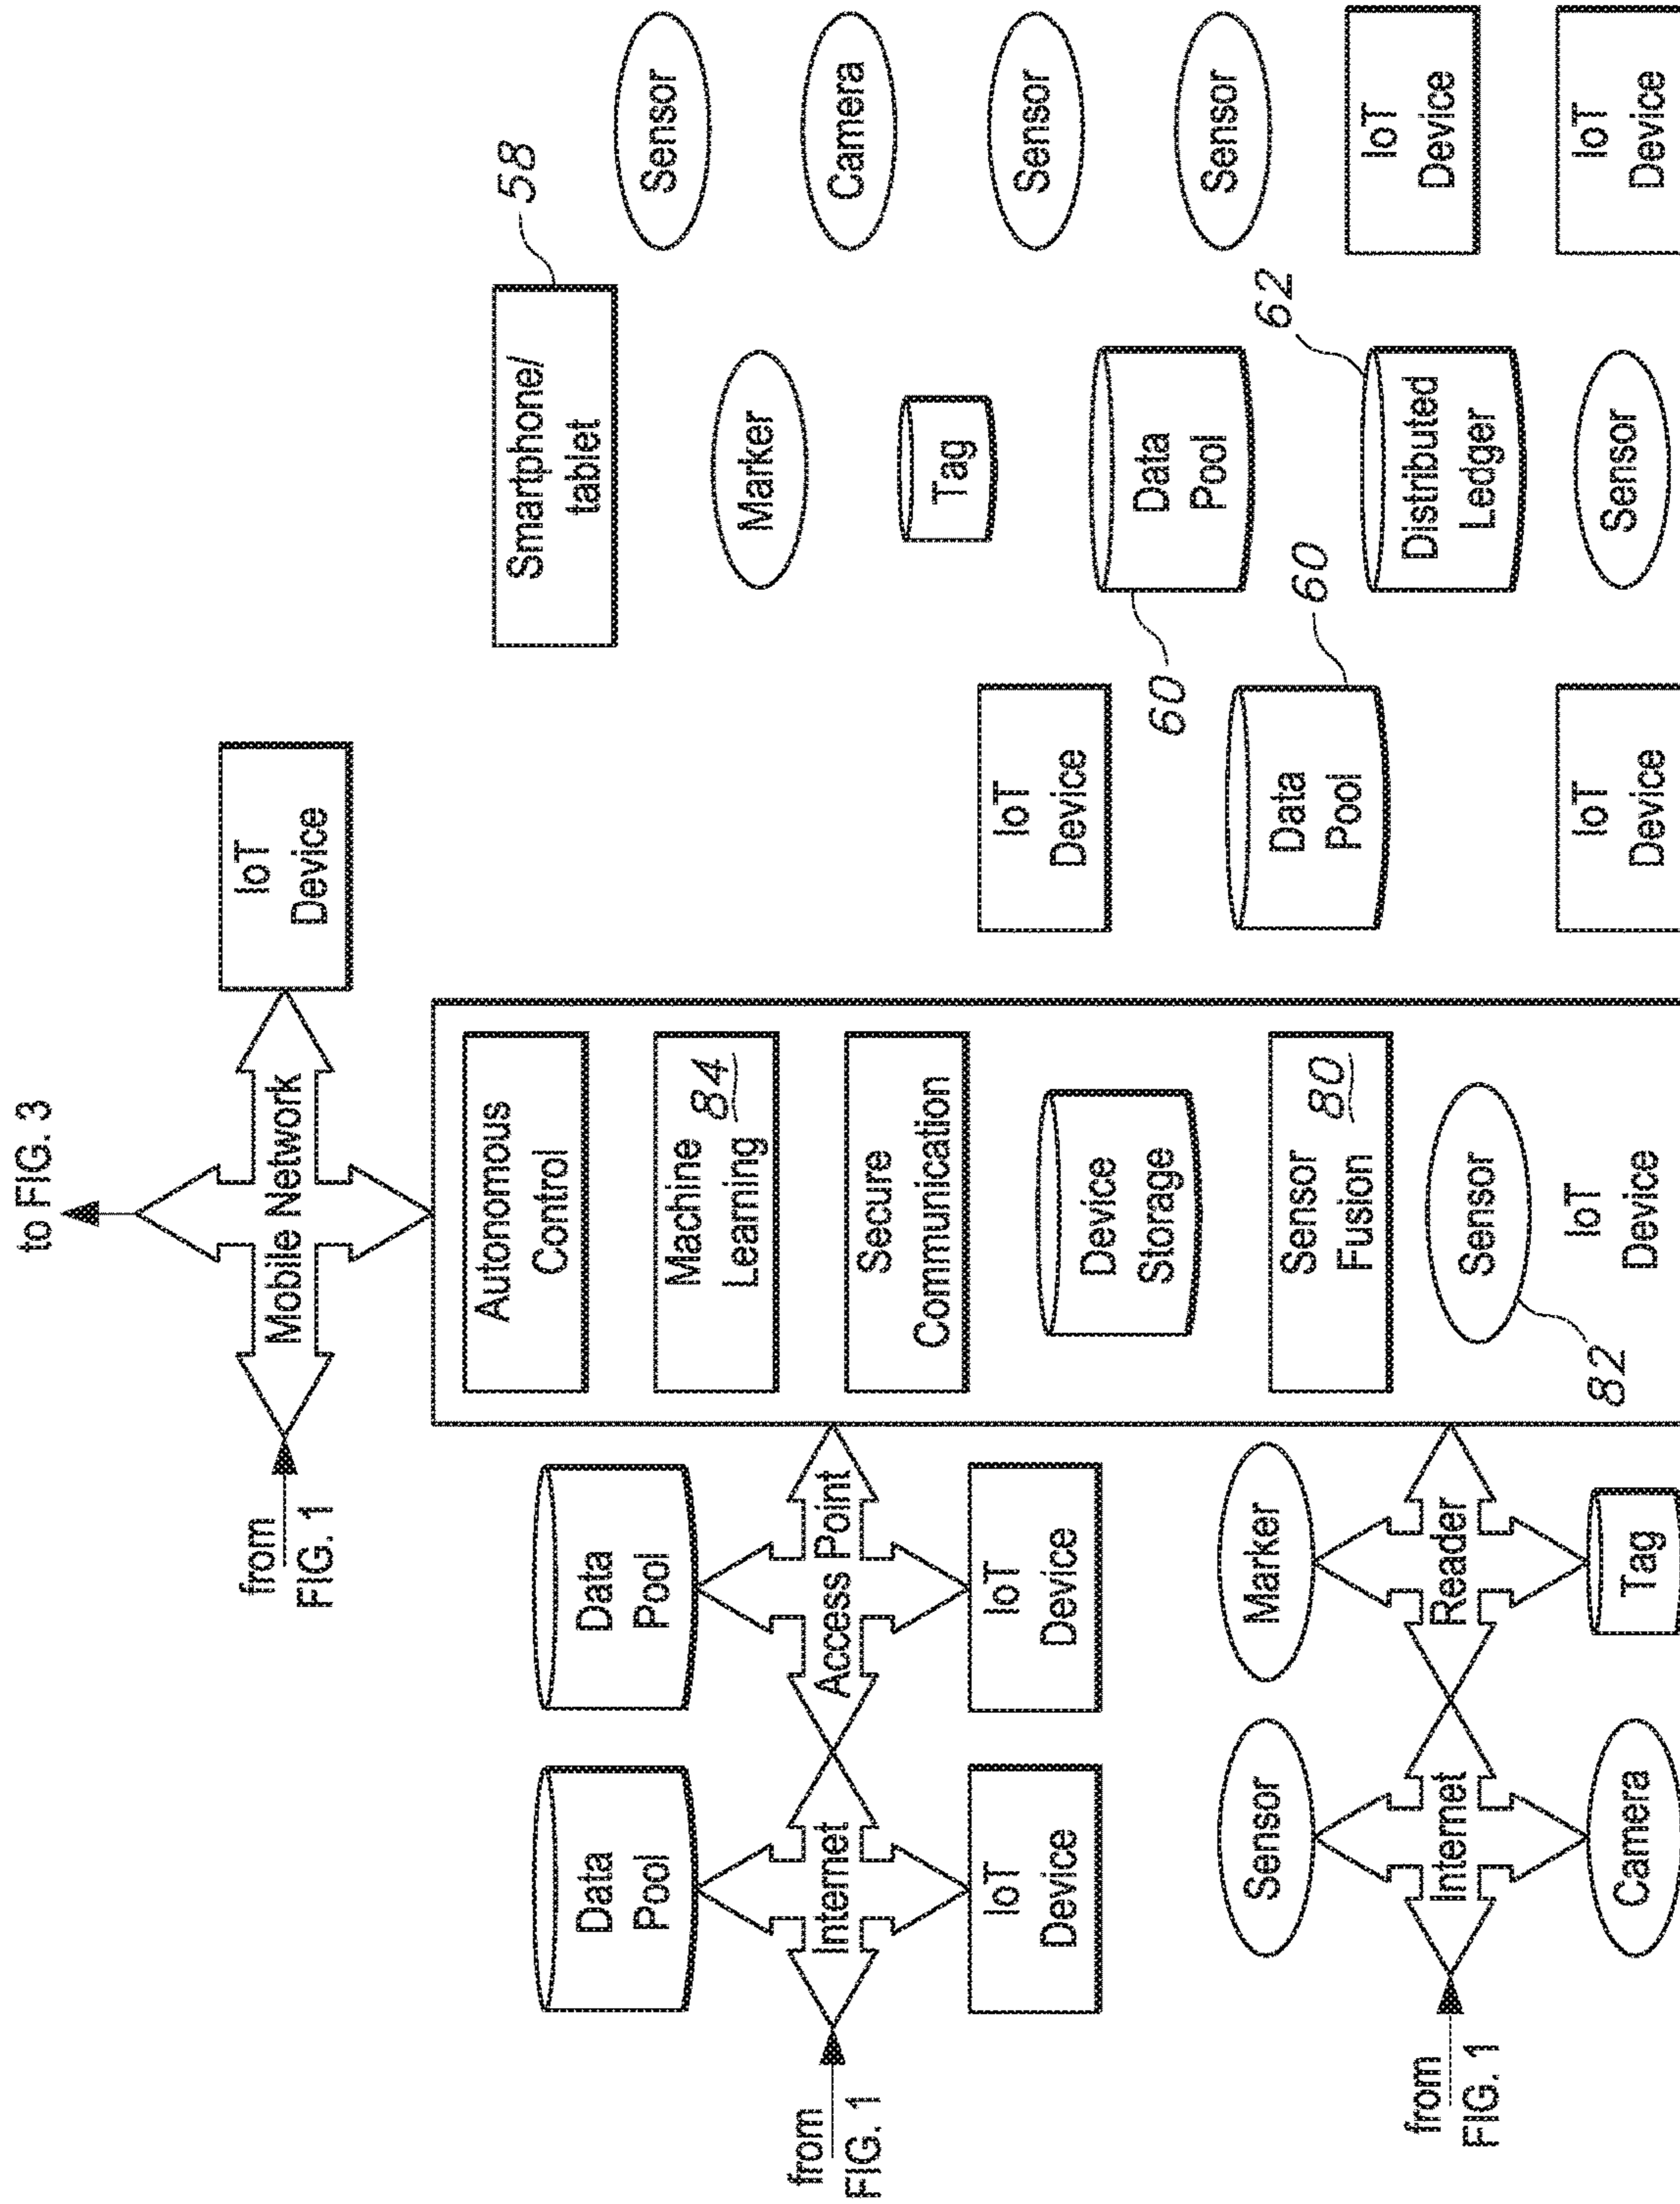 to FIG. 3
from
FIG. 1
Mobile Network
IoT
Device
from
FIG. 1
Data
Pool
Internet
IoT
Device
Data
Pool
Access Point
IoT
Device
from
FIG. 1
Sensor
Internet
Camera
Marker
Reader
Tag
Autonomous
Control
Machine
Learning
84
Secure
Communication
Device
Storage
Sensor
Fusion
80
Sensor
82
IoT
Device
IoT
Device
Data
Pool
60
IoT
Device
Smartphone/
tablet
58
Marker
Tag
Data
Pool
60
Distributed
Ledger
62
Sensor
Sensor
Camera
Sensor
Sensor
IoT
Device
IoT
Device